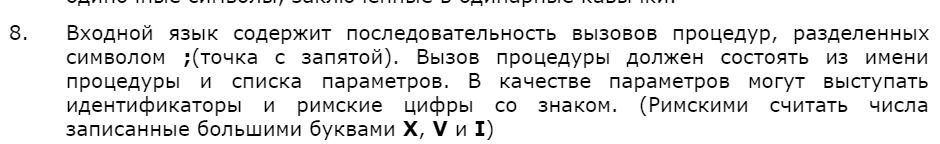 одиночные символы, заключённые в одинарные кавычки.
8. Входной язык содержит последовательность вызовов процедур, разделенных
символом ;(точка с запятой). Вызов процедуры должен состоять из имени
процедуры и списка параметров. В качестве параметров могут выступать
идентификаторы и римские цифры со знаком. (Римскими считать числа
записанные большими буквами X, V и I)